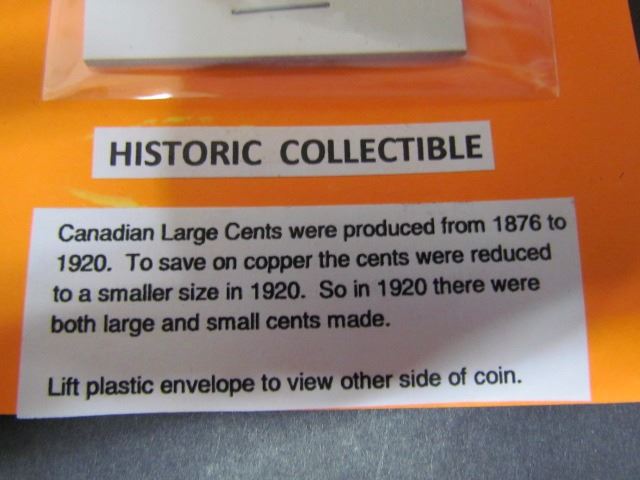 HISTORIC COLLECTIBLE
Canadian Large Cents were produced from 1876 to
1920. To save on copper the cents were reduced
to a smaller size in 1920. So in 1920 there were
both large and small cents made.
Lift plastic envelope to view other side of coin.